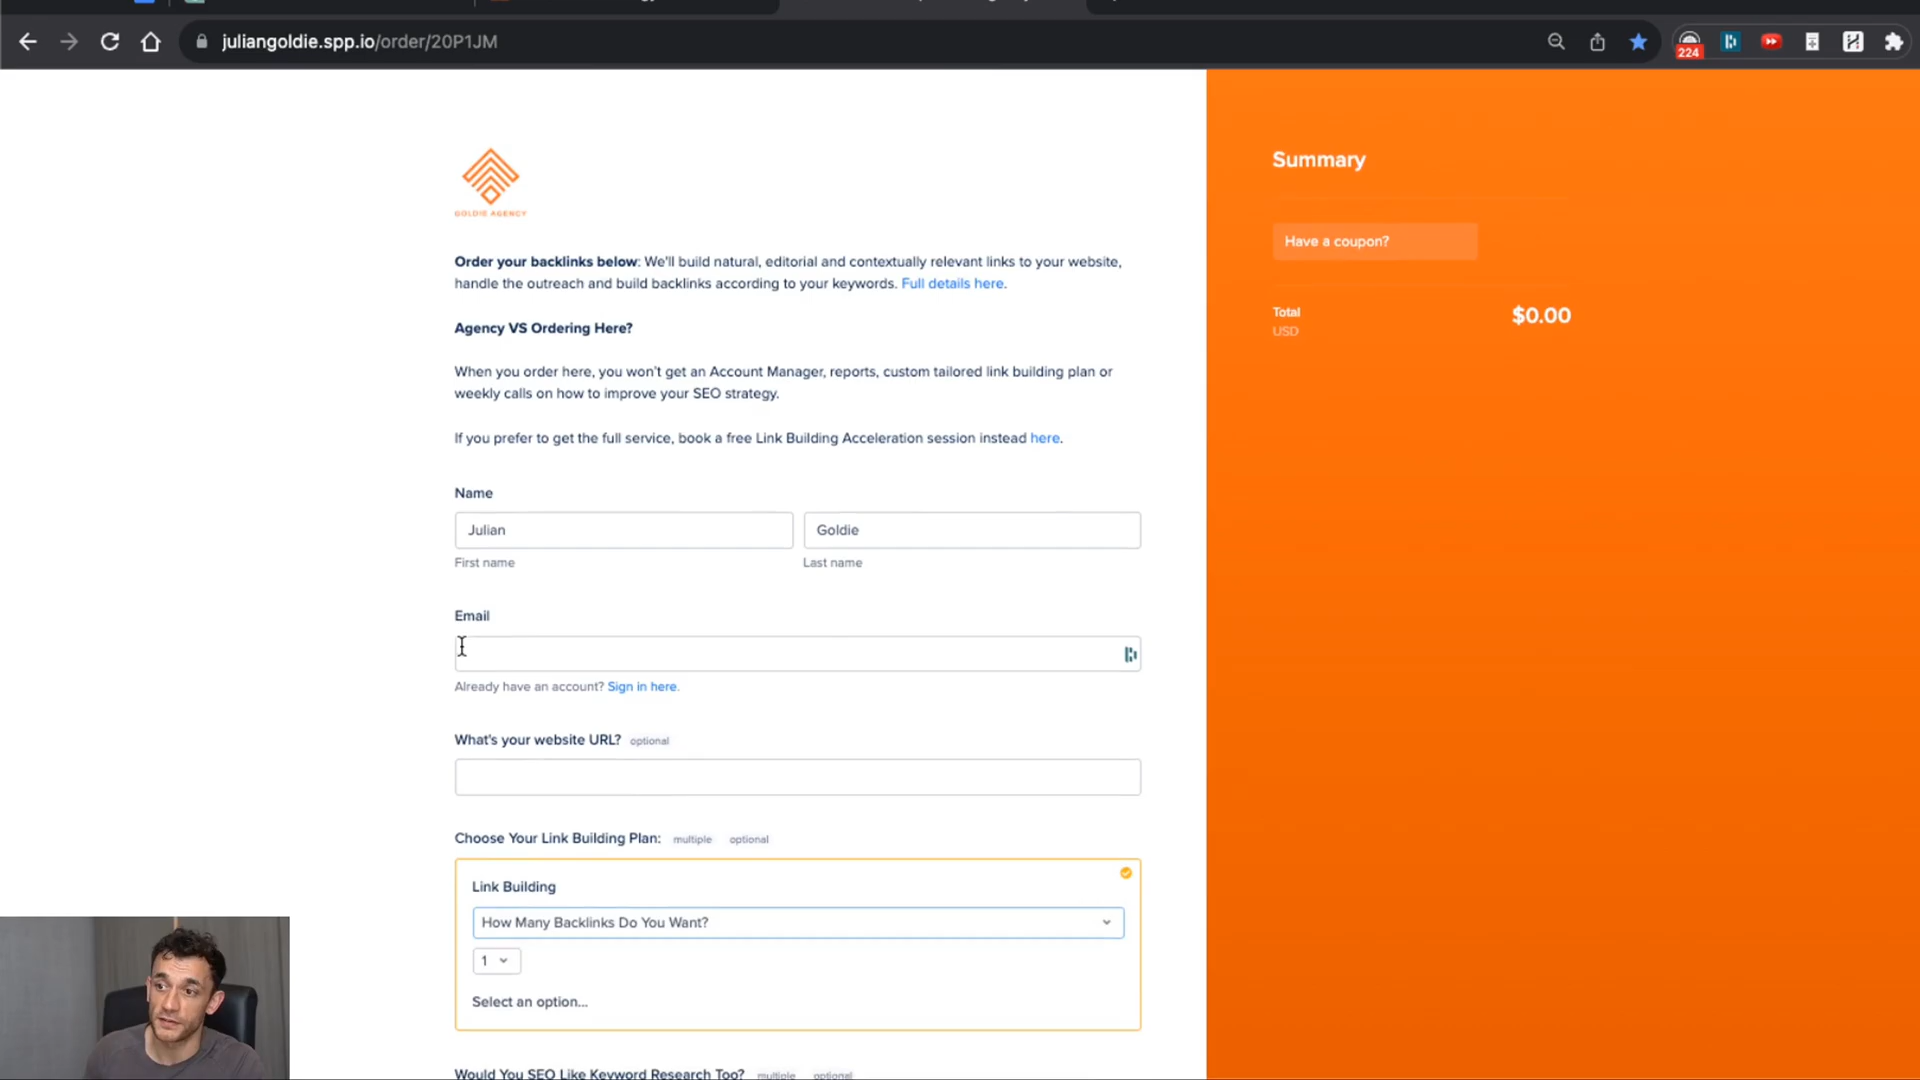 juliangoldie.spp.io/order/20P1JM
224
GOLDIE AGENCY
Order your backlinks below: We'll build natural, editorial and contextually relevant links to your website,
handle the outreach and build backlinks according to your keywords. Full details here.
Agency VS Ordering Here?
When you order here, you won't get an Account Manager, reports, custom tailored link building plan or
weekly calls on how to improve your SEO strategy.
If you prefer to get the full service, book a free Link Building Acceleration session instead here.
Name
Julian
Goldie
First name
Last name
Email
Already have an account? Sign in here.
What's your website URL? optional
Choose Your Link Building Plan: multiple optional
Link Building
How Many Backlinks Do You Want?
1
Select an option...
Would You SEO Like Keyword Research Too? multiple optional
Summary
Have a coupon?
Total
$0.00
USD